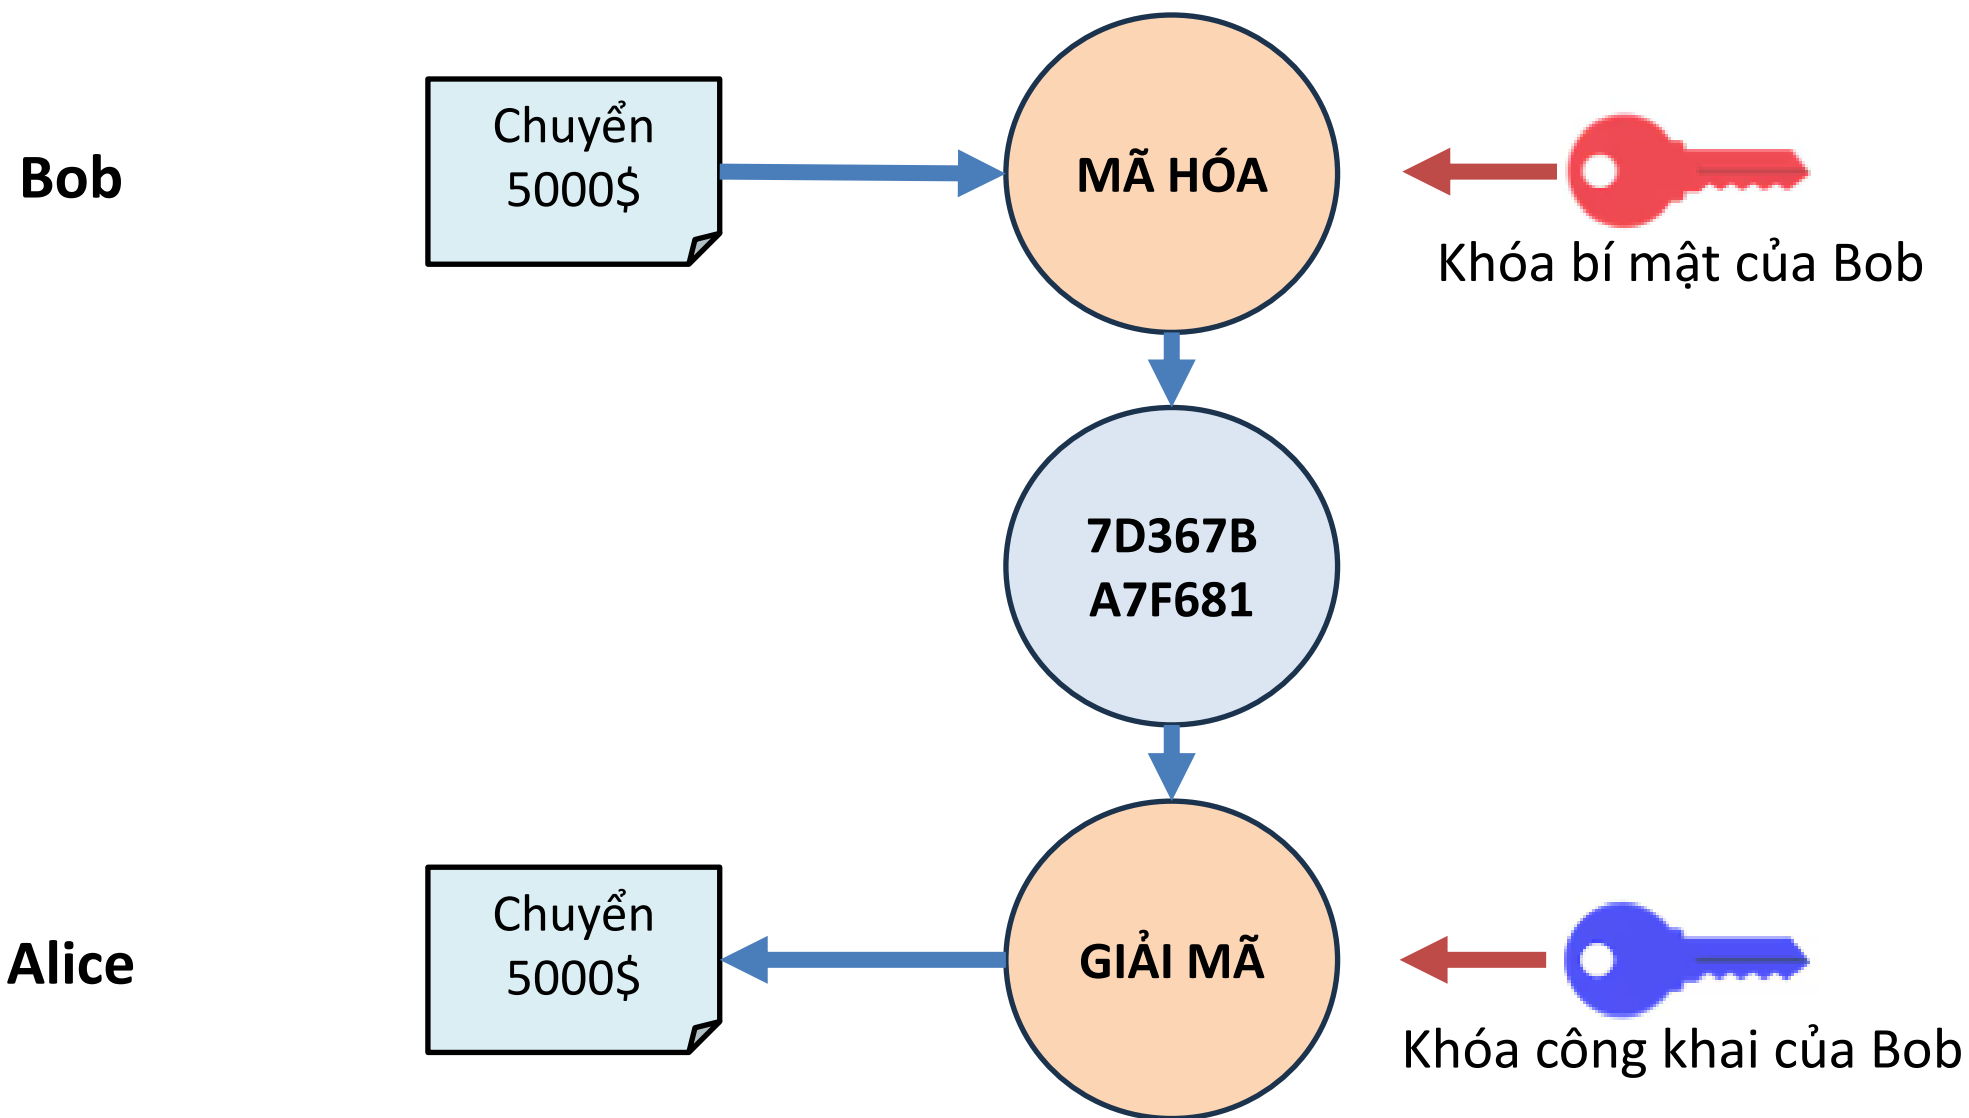 Bob
Chuyển
5000$
MÃ HÓA
Khóa bí mật của Bob
7D367B
A7F681
Alice
Chuyển
5000$
GIẢI MÃ
Khóa công khai của Bob